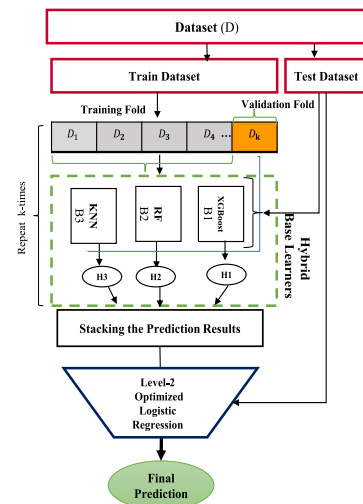 Dataset (D)
Train Dataset
Test Dataset
Training Fold
Validation Fold
D1 D2 D3 D4 ... Dk
Repeat k-times
KNN
B3
RF
B2
XGBoost
B1
Hybrid
Base Learners
H3
H2
H1
Stacking the Prediction Results
Level-2
Optimized
Logistic
Regression
Final
Prediction